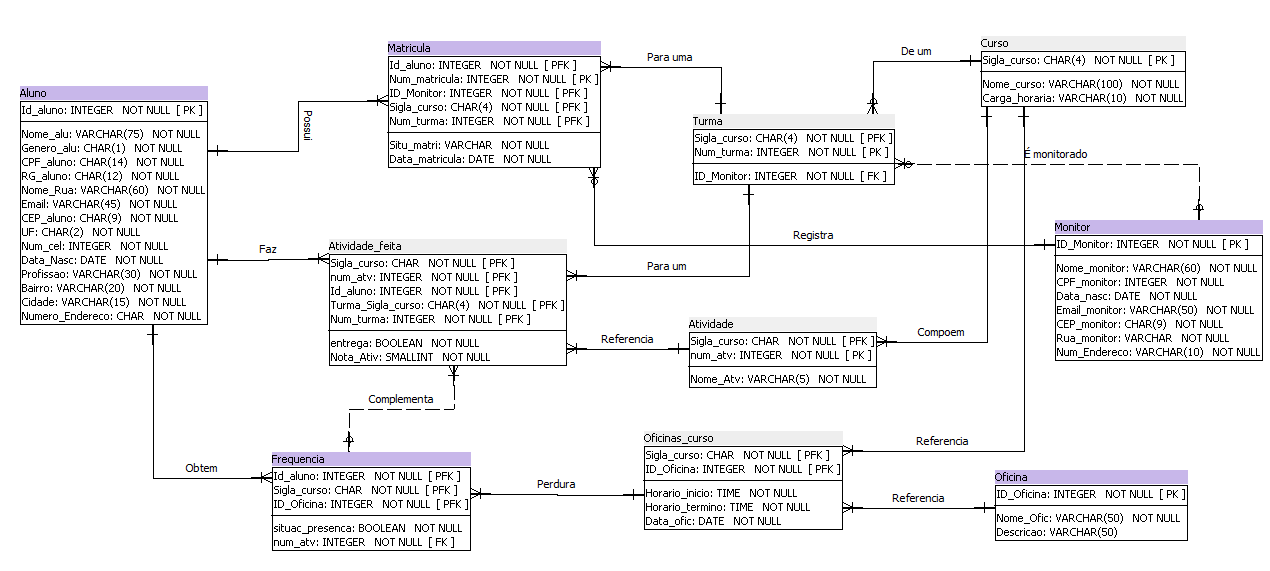 Matricula
Id_aluno: INTEGER NOT NULL [ PFK ]
Num_matricula: INTEGER NOT NULL [ PK ]
ID_Monitor: INTEGER NOT NULL [ PFK ]
Sigla_curso: CHAR(4) NOT NULL [ PFK ]
Num_turma: INTEGER NOT NULL [ PFK ]
Situ_matri: VARCHAR NOT NULL
Data_matricula: DATE NOT NULL
Para uma
De um
Curso
Sigla_curso: CHAR(4) NOT NULL [ PK ]
Nome_curso: VARCHAR(100) NOT NULL
Carga_horaria: VARCHAR(10) NOT NULL
Aluno
Id_aluno: INTEGER NOT NULL [ PK ]
Nome_alu: VARCHAR(75) NOT NULL
Genero_alu: CHAR(1) NOT NULL
CPF_aluno: CHAR(14) NOT NULL
RG_aluno: CHAR(12) NOT NULL
Nome_Rua: VARCHAR(60) NOT NULL
Email: VARCHAR(45) NOT NULL
CEP_aluno: CHAR(9) NOT NULL
UF: CHAR(2) NOT NULL
Num_cel: INTEGER NOT NULL
Data_Nasc: DATE NOT NULL
Profissao: VARCHAR(30) NOT NULL
Bairro: VARCHAR(20) NOT NULL
Cidade: VARCHAR(15) NOT NULL
Numero_Endereco: CHAR NOT NULL
Possui
Turma
Sigla_curso: CHAR(4) NOT NULL [ PFK ]
Num_turma: INTEGER NOT NULL [ PK ]
ID_Monitor: INTEGER NOT NULL [ FK ]
É monitorado
Registra
Monitor
ID_Monitor: INTEGER NOT NULL [ PK ]
Nome_monitor: VARCHAR(60) NOT NULL
CPF_monitor: INTEGER NOT NULL
Data_nasc: DATE NOT NULL
Email_monitor: VARCHAR(50) NOT NULL
CEP_monitor: CHAR(9) NOT NULL
Rua_monitor: VARCHAR NOT NULL
Num_Endereco: VARCHAR(10) NOT NULL
Faz
Atividade_feita
Sigla_curso: CHAR NOT NULL [ PFK ]
num_atv: INTEGER NOT NULL [ PFK ]
Id_aluno: INTEGER NOT NULL [ PFK ]
Turma_Sigla_curso: CHAR(4) NOT NULL [ PFK ]
Num_turma: INTEGER NOT NULL [ PFK ]
entrega: BOOLEAN NOT NULL
Nota_Ativ: SMALLINT NOT NULL
Para um
Referencia
Atividade
Sigla_curso: CHAR NOT NULL [ PFK ]
num_atv: INTEGER NOT NULL [ PK ]
Nome_Atv: VARCHAR(5) NOT NULL
Compoem
Complementa
Obtem
Frequencia
Id_aluno: INTEGER NOT NULL [ PFK ]
Sigla_curso: CHAR NOT NULL [ PFK ]
ID_Oficina: INTEGER NOT NULL [ PFK ]
situac_presenca: BOOLEAN NOT NULL
num_atv: INTEGER NOT NULL [ FK ]
Perdura
Oficinas_curso
Sigla_curso: CHAR NOT NULL [ PFK ]
ID_Oficina: INTEGER NOT NULL [ PFK ]
Horario_inicio: TIME NOT NULL
Horario_termino: TIME NOT NULL
Data_ofic: DATE NOT NULL
Referencia
Referencia
Oficina
ID_Oficina: INTEGER NOT NULL [ PK ]
Nome_Ofic: VARCHAR(50) NOT NULL
Descricao: VARCHAR(50)